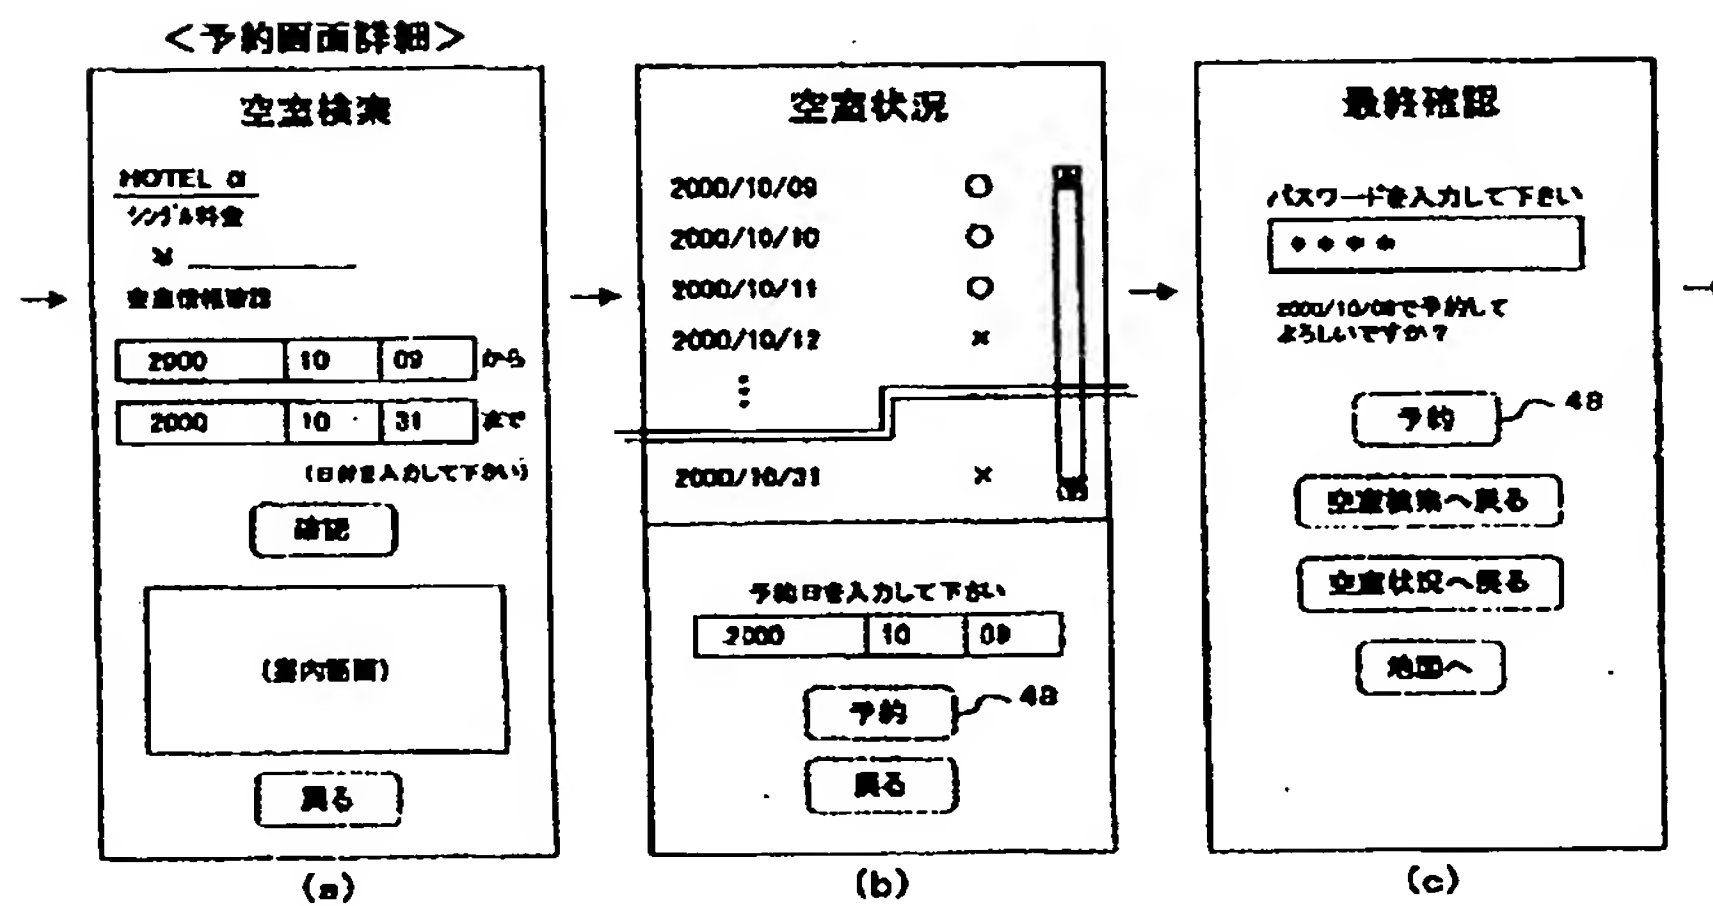 ＜予約画面詳細＞
空室検索
HOTEL α
シングル料金
¥
空室情報確認
2000 10 09 から
2000 10 31 まで
(日付を入力して下さい)
確認
(案内画面)
戻る
(a)
空室状況
2000/10/09 ○
2000/10/10 ○
2000/10/11 ○
2000/10/12 ×
2000/10/31 ×
予約日を入力して下さい
2000 10 09
予約 48
戻る
(b)
最終確認
パスワードを入力して下さい
＊＊＊＊
2000/10/09で予約して
よろしいですか？
予約 48
空室検索へ戻る
空室状況へ戻る
地図へ
(c)